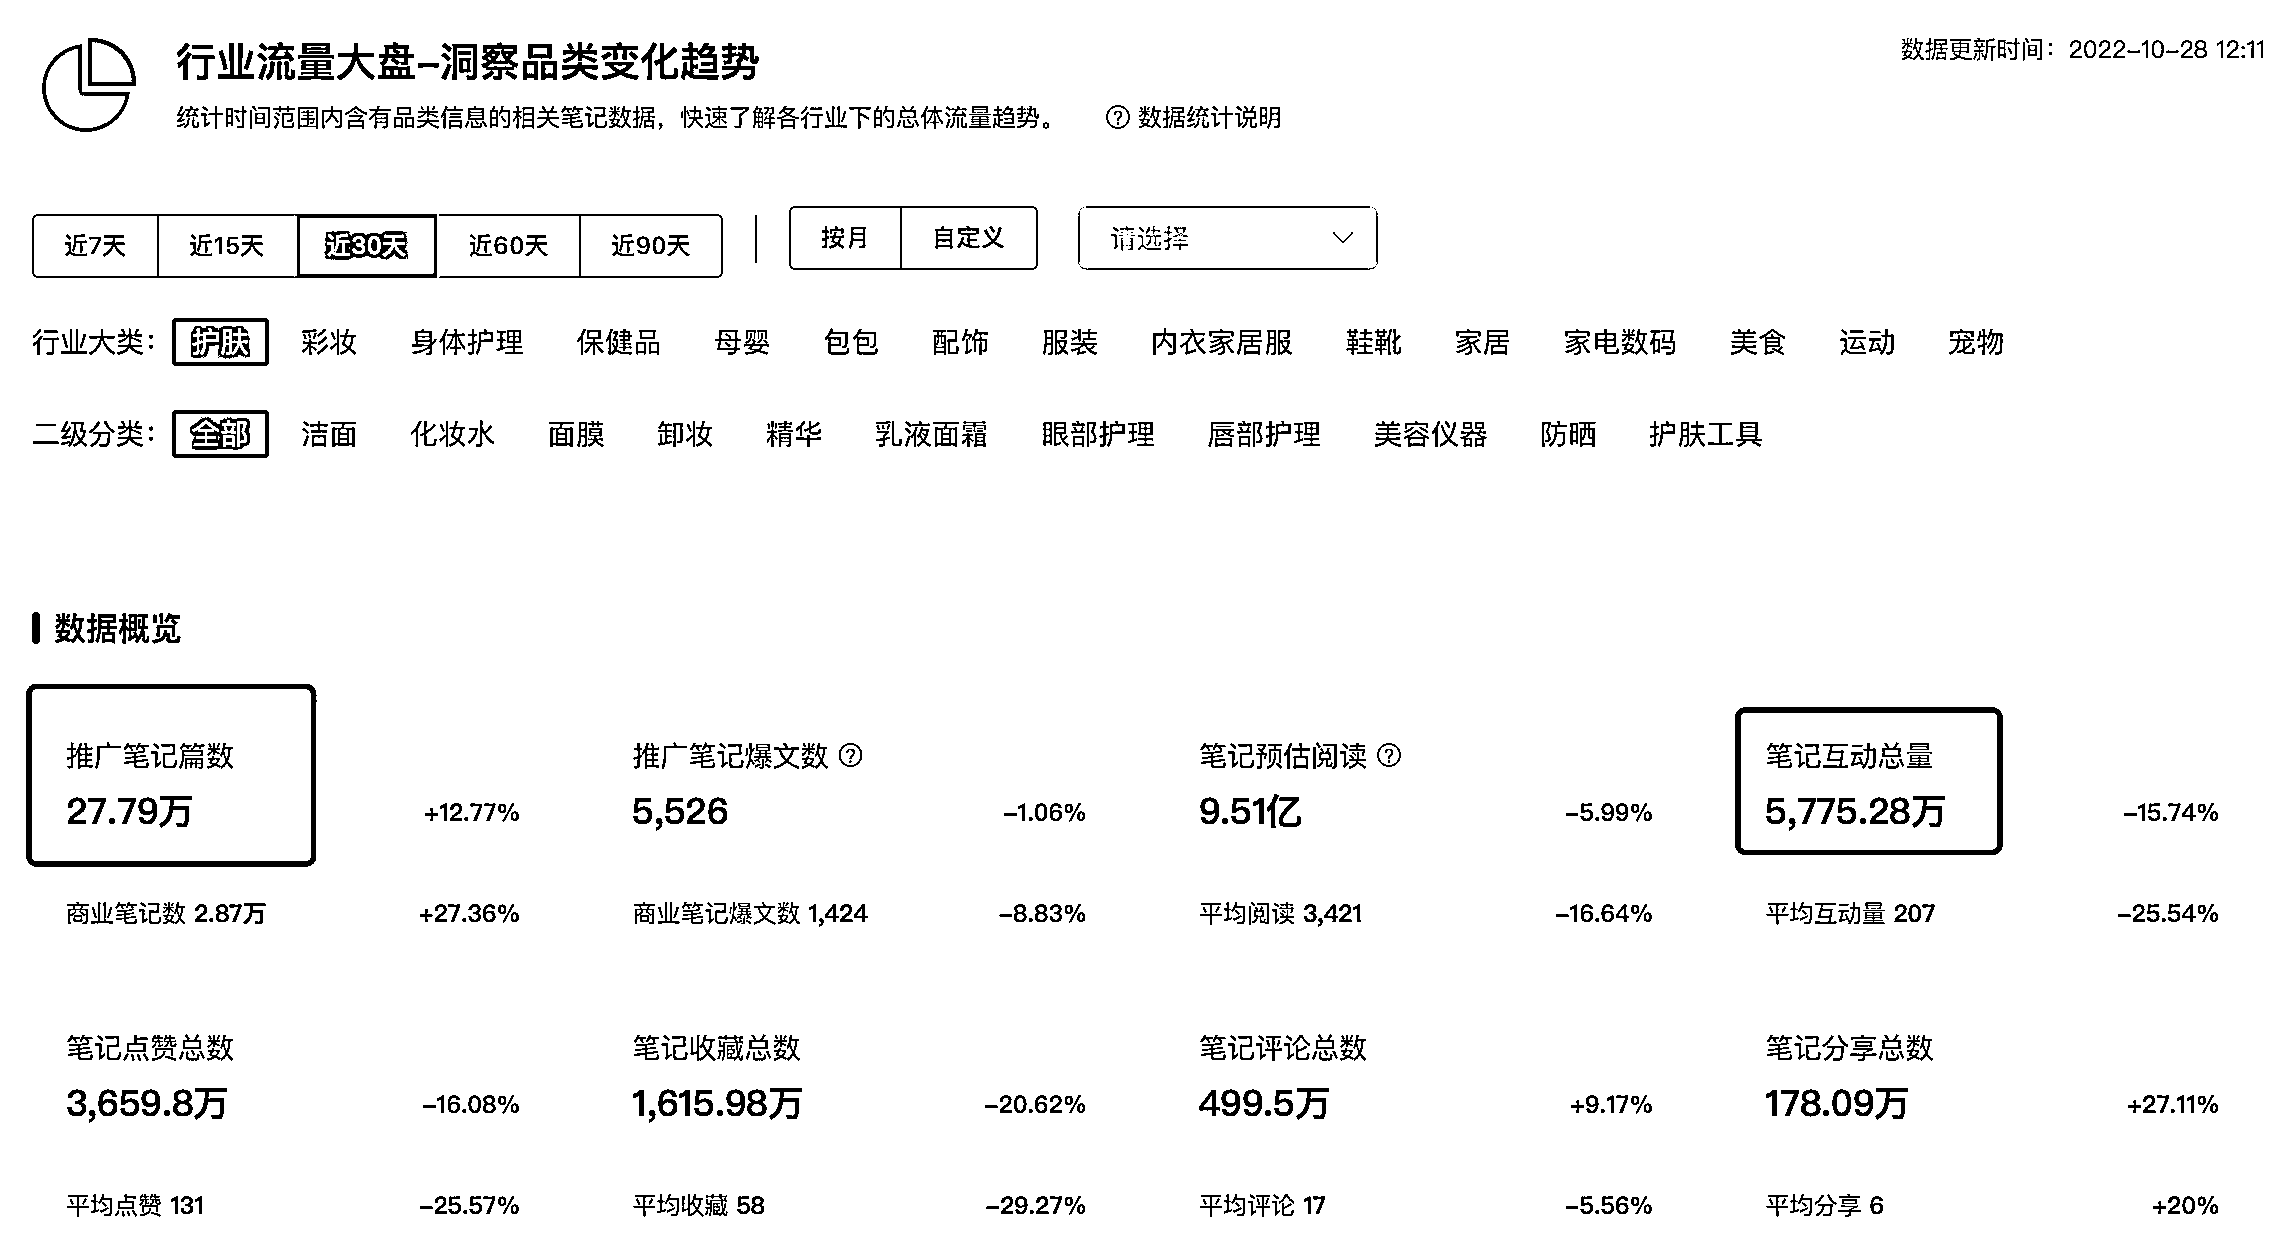 行业流量大盘–洞察品类变化趋势
数据更新时间：2022–10–28 12:11
统计时间范围内含有品类信息的相关笔记数据，快速了解各行业下的总体流量趋势。 ? 数据统计说明
近7天 近15天 近30天 近60天 近90天 按月 自定义 请选择
行业大类： 护肤 彩妆 身体护理 保健品 母婴 包包 配饰 服装 内衣家居服 鞋靴 家居 家电数码 美食 运动 宠物
二级分类： 全部 洁面 化妆水 面膜 卸妆 精华 乳液面霜 眼部护理 唇部护理 美容仪器 防晒 护肤工具
数据概览
推广笔记篇数 推广笔记爆文数 ? 笔记预估阅读 ? 笔记互动总量
27.79万 +12.77% 5,526 –1.06% 9.51亿 –5.99% 5,775.28万 –15.74%
商业笔记数 2.87万 +27.36% 商业笔记爆文数 1,424 –8.83% 平均阅读 3,421 –16.64% 平均互动量 207 –25.54%
笔记点赞总数 笔记收藏总数 笔记评论总数 笔记分享总数
3,659.8万 –16.08% 1,615.98万 –20.62% 499.5万 +9.17% 178.09万 +27.11%
平均点赞 131 –25.57% 平均收藏 58 –29.27% 平均评论 17 –5.56% 平均分享 6 +20%